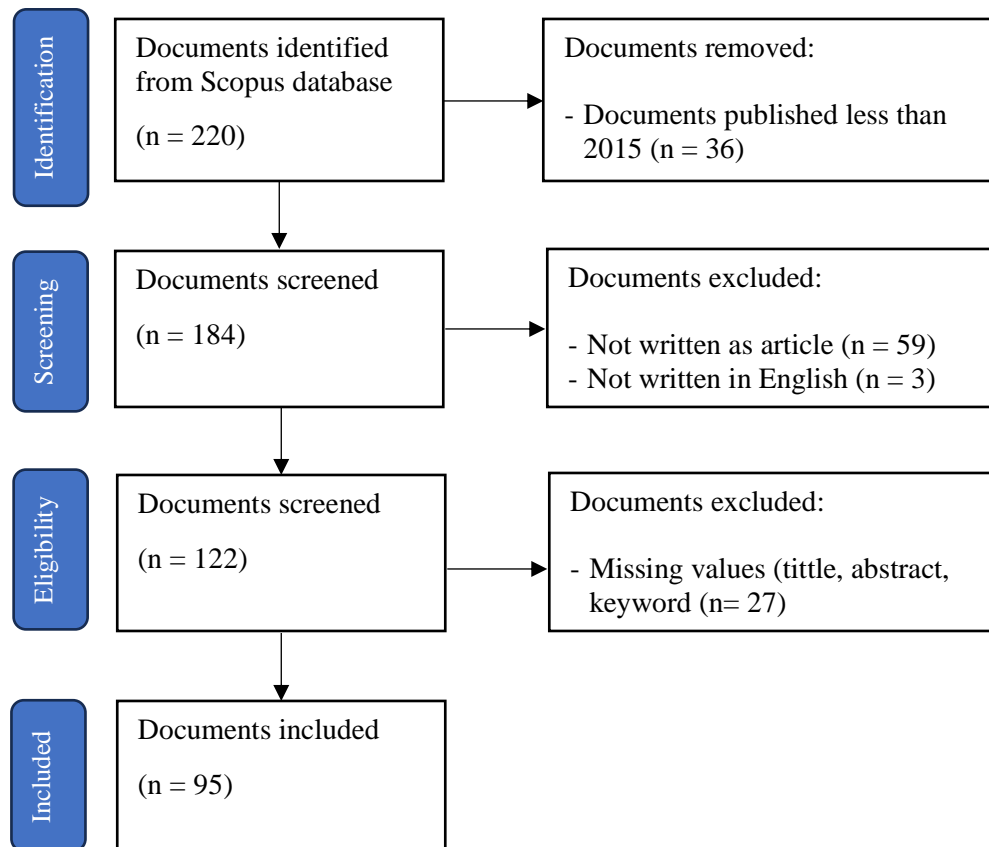 Identification
Documents identified
from Scopus database
(n = 220)
Documents removed:
- Documents published less than
2015 (n = 36)
Screening
Documents screened
(n = 184)
Documents excluded:
- Not written as article (n = 59)
- Not written in English (n = 3)
Eligibility
Documents screened
(n = 122)
Documents excluded:
- Missing values (tittle, abstract,
keyword (n= 27)
Included
Documents included
(n = 95)